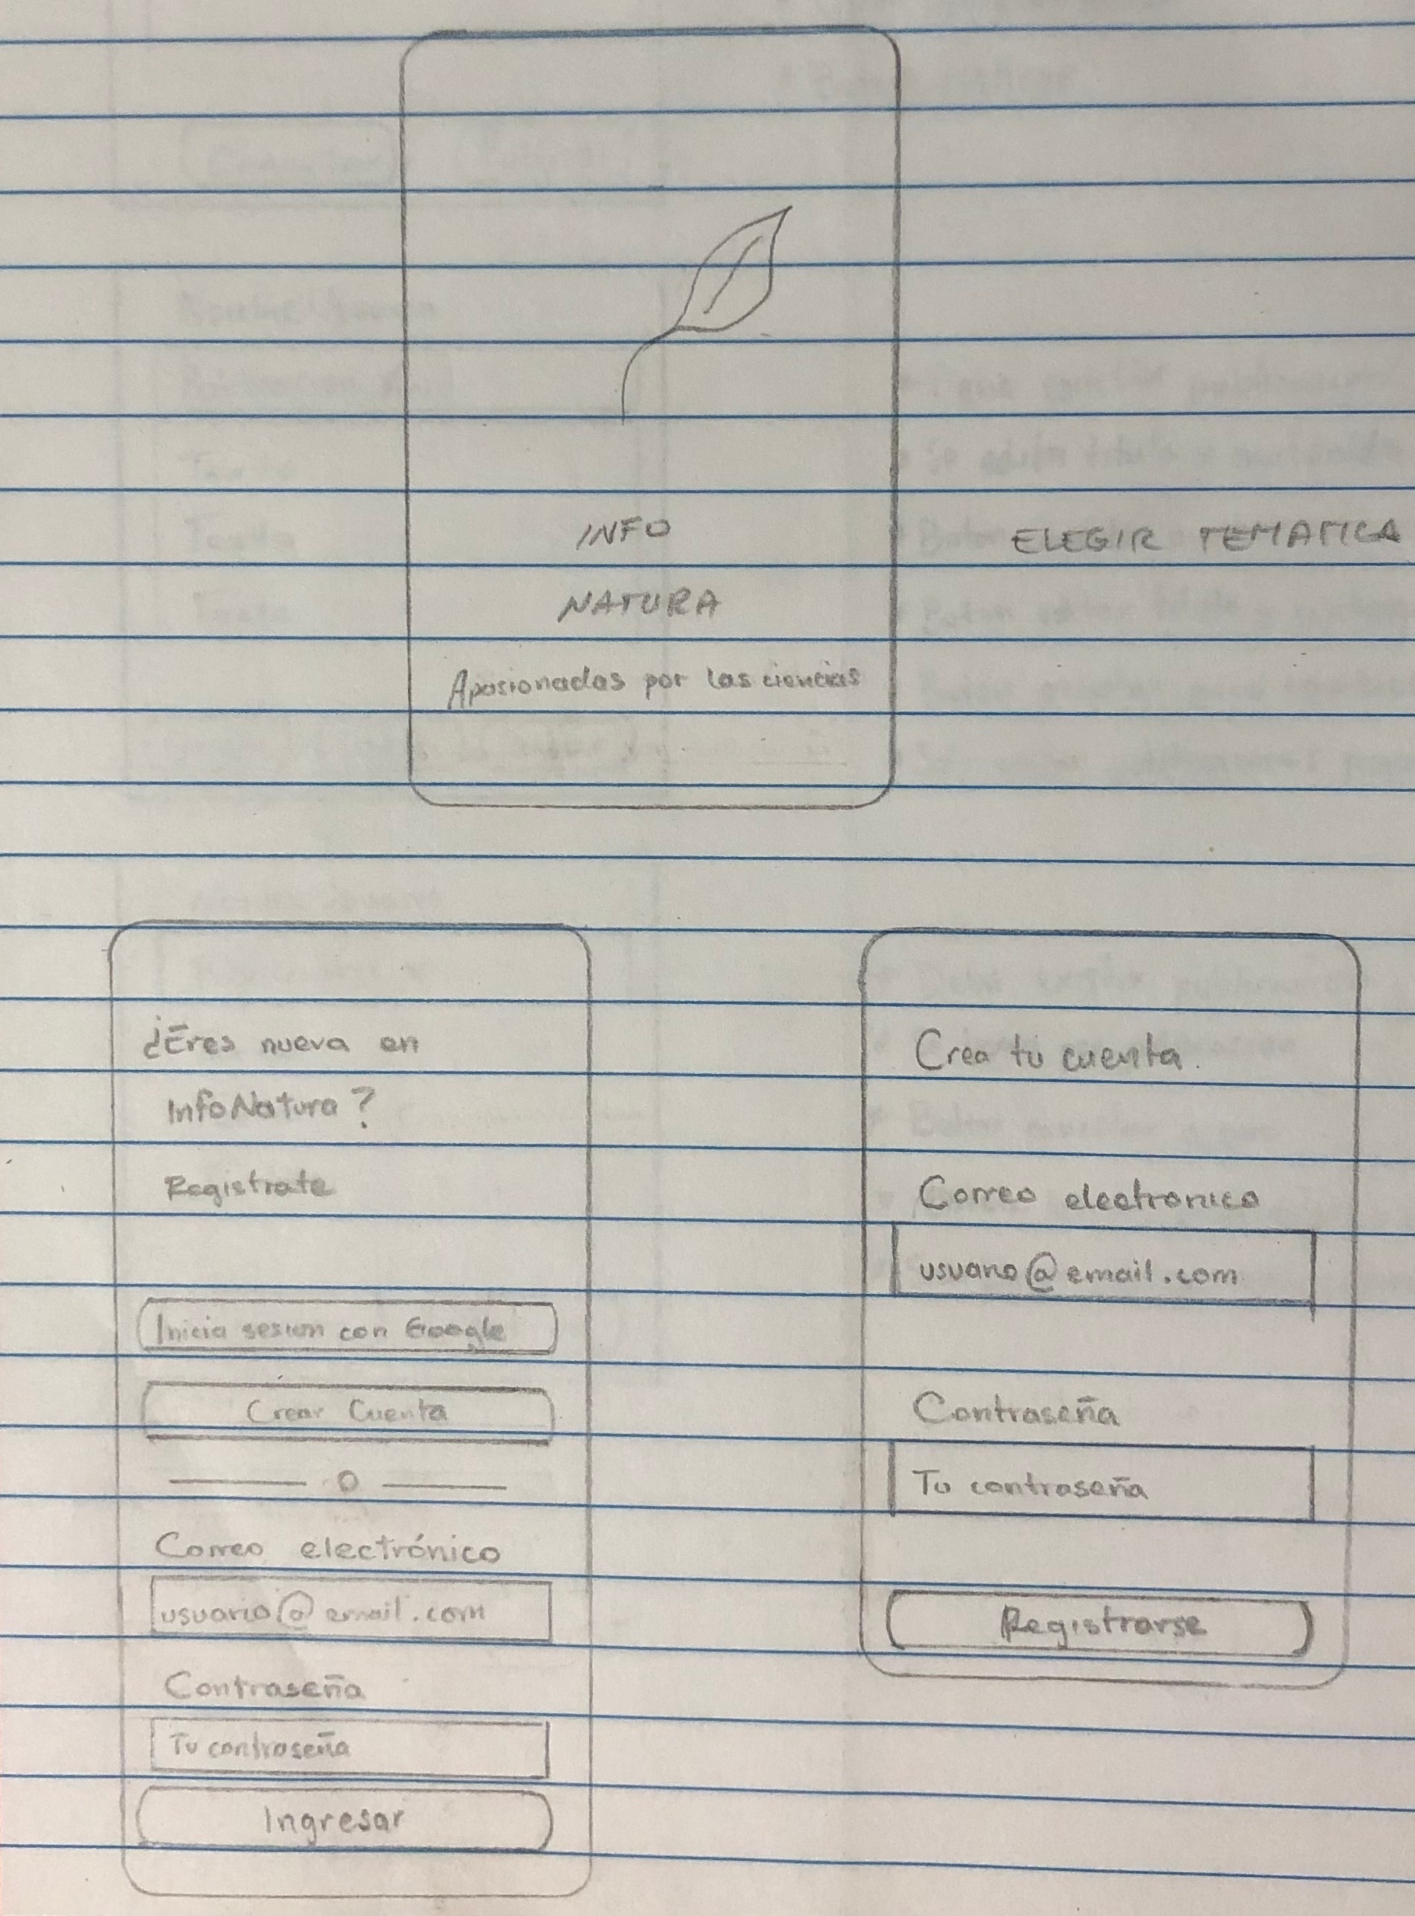 INFO
NATURA
Apasionadas por las ciencias
ELEGIR TEMATICA
¿Eres nueva en
InfoNatura?
Registrate
Inicia sesion con Google
Crear Cuenta
O
Correo electrónico
usuario@email.com
Contraseña
Tu contraseña
Ingresar
Crea tu cuenta.
Correo electronico
usuario@email.com
Contraseña
Tu contraseña
Registrarse